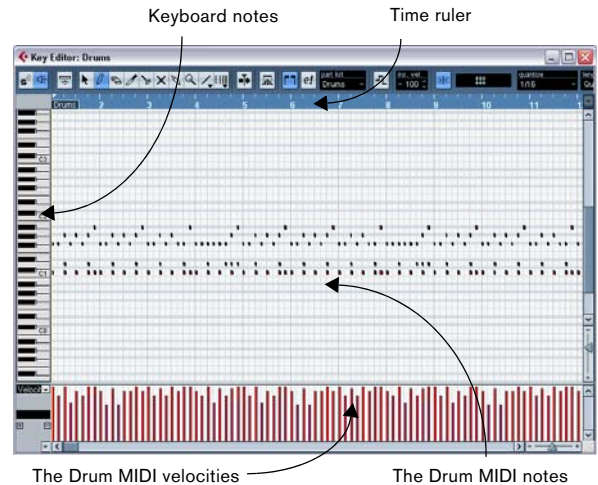 Keyboard notes
Time ruler
Key Editor: Drums
part list
Drums
ins. vel.
100
quantize
1/16
Drums 2 3 4 5 6 7 8 9 10 11
C3
C1
C0
The Drum MIDI velocities
The Drum MIDI notes